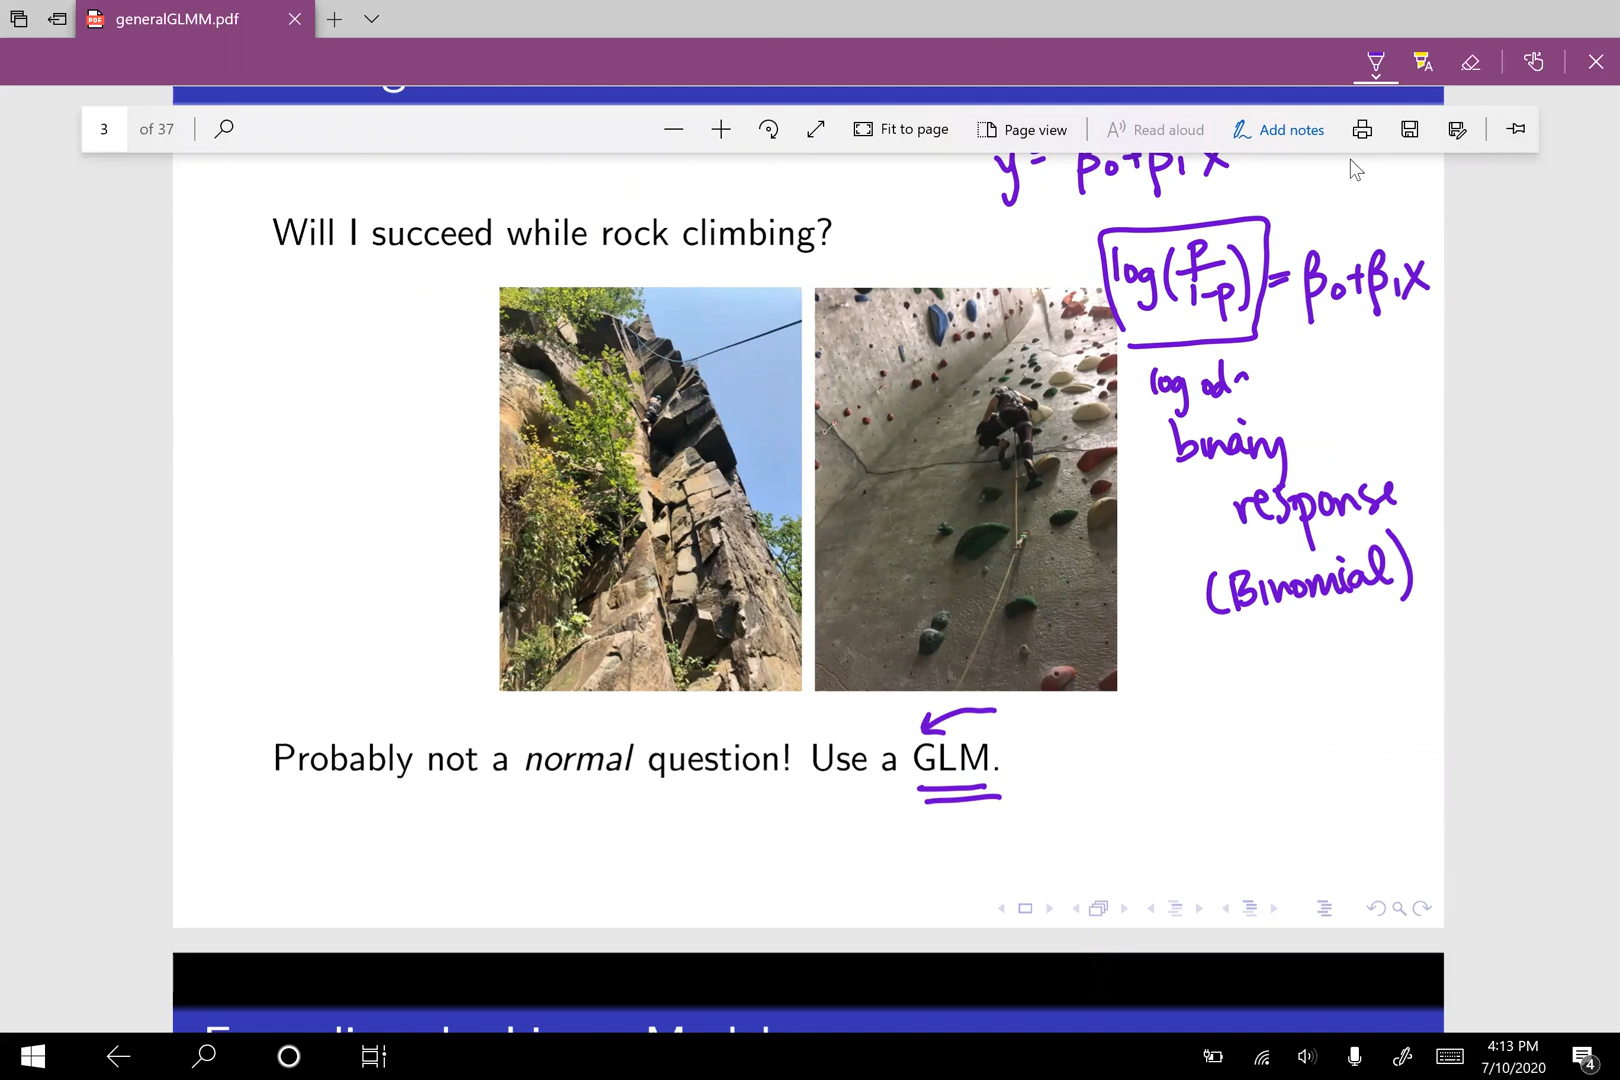 generalGLMM.pdf
3 of 37
Fit to page
Page view
Read aloud
Add notes
y = β₀+β₁x
Will I succeed while rock climbing?
log(p/1-p) = β₀+β₁x
log od
binary
response
(Binomial)
Probably not a normal question! Use a GLM.
4:13 PM
7/10/2020
4